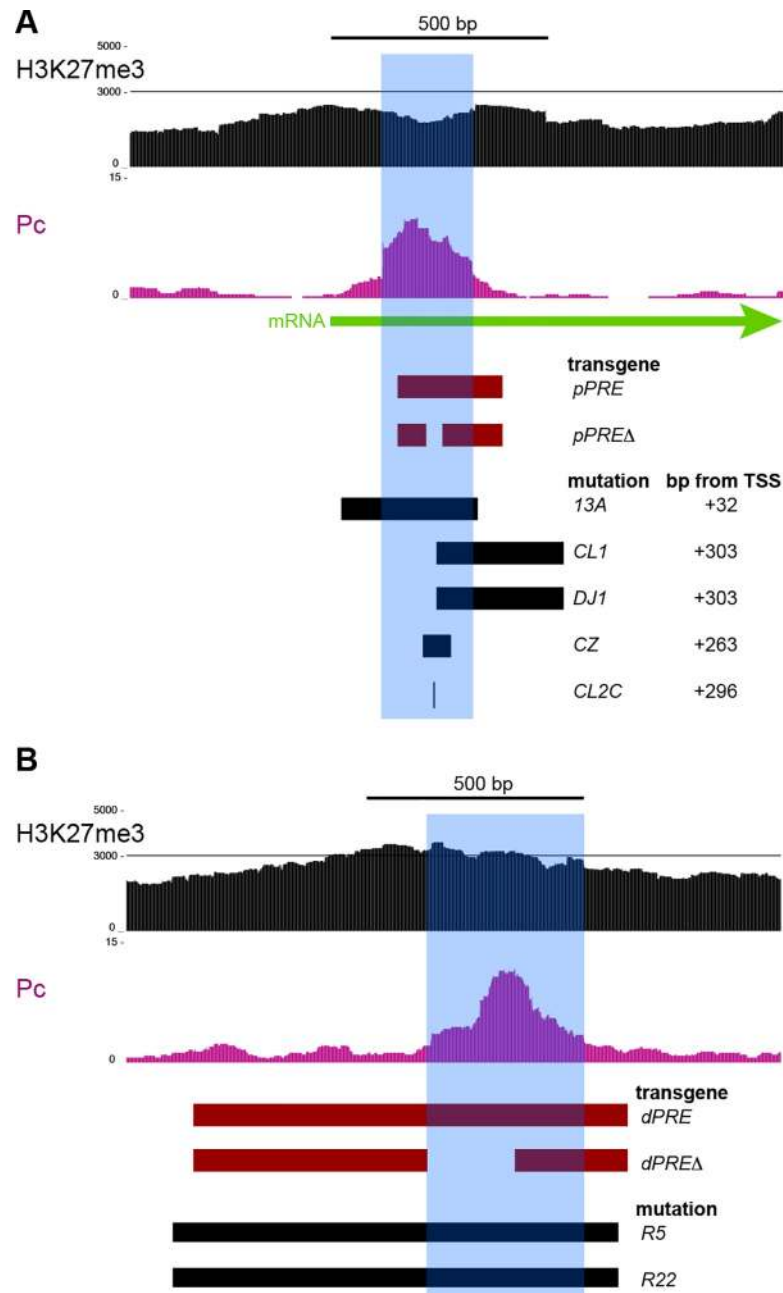 A
500 bp
5000 -
H3K27me3
3000 -
0 _
15 -
Pc
0 _
mRNA
transgene
pPRE
pPREΔ
mutation bp from TSS
13A +32
CL1 +303
DJ1 +303
CZ +263
CL2C +296
B
500 bp
5000 -
H3K27me3
3000 -
0 _
15 -
Pc
0 _
transgene
dPRE
dPREΔ
mutation
R5
R22